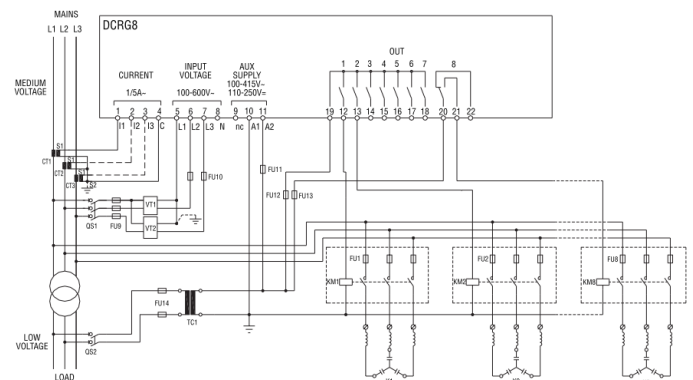 MAINS
L1 L2 L3
DCRG8
MEDIUM
VOLTAGE
CURRENT
1/5A~
INPUT
VOLTAGE
100-600V~
AUX
SUPPLY
100-415V~
110-250V=
OUT
1 2 3 4 5 6 7 8
1 2 3 4 5 6 7 8 9 10 11 19 12 13 14 15 16 17 18 20 21 22
I1 I2 I3 C L1 L2 L3 N nc A1 A2
S1
CT1
S1
CT2
S1
CT3
S2
QS1
FU9
VT1
VT2
FU10
FU11
FU12
FU13
FU1
KM1
FU2
KM2
FU8
KM8
FU14
TC1
LOW
VOLTAGE
QS2
LOAD